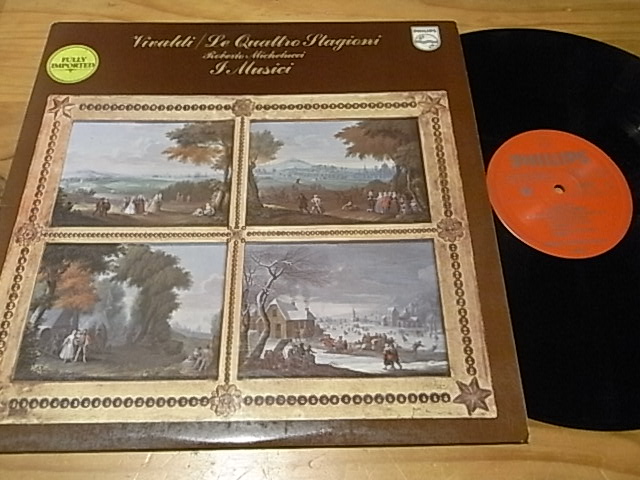 Vivaldi / Le Quattro Stagioni
Roberto Michelucci
I Musici
FULLY
IMPORTED
PHILIPS
PHILIPS